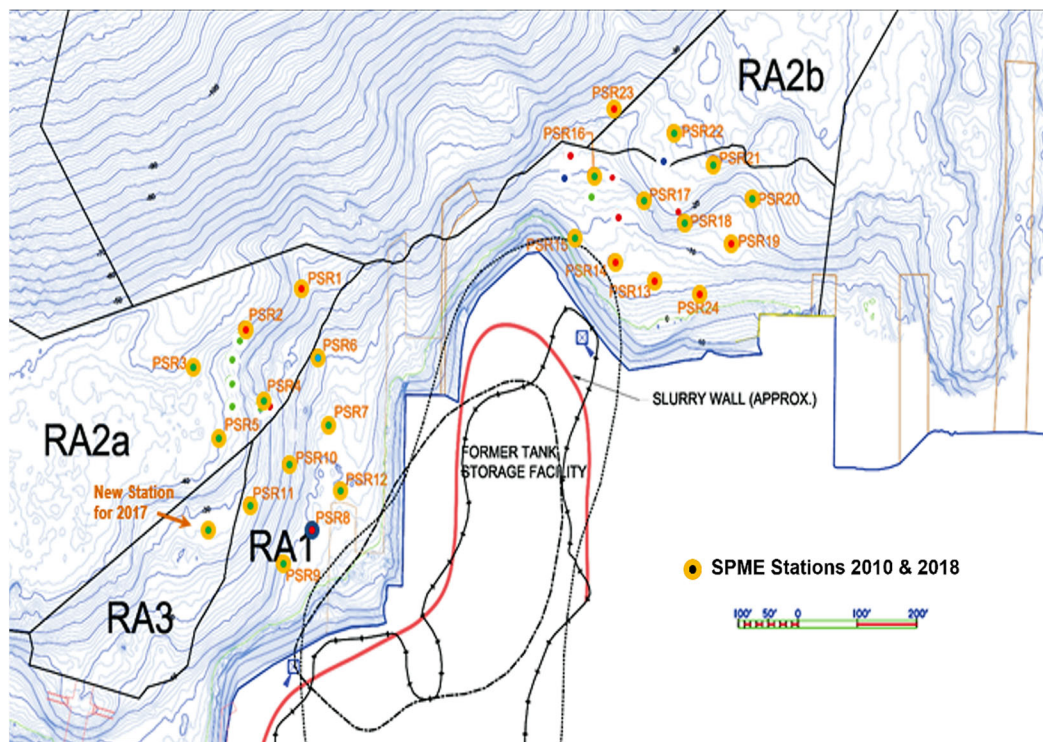 RA2b
PSR23
PSR16
PSR22
PSR21
PSR17
PSR20
PSR18
PSR15
PSR19
PSR14
PSR13
PSR24
PSR1
PSR2
PSR3
PSR6
PSR4
PSR7
PSR5
RA2a
PSR10
PSR12
PSR11
New Station
for 2017
PSR8
RA1
PSR9
RA3
SLURRY WALL (APPROX.)
FORMER TANK
STORAGE FACILITY
SPME Stations 2010 & 2018
100' 50' 0 100' 200'